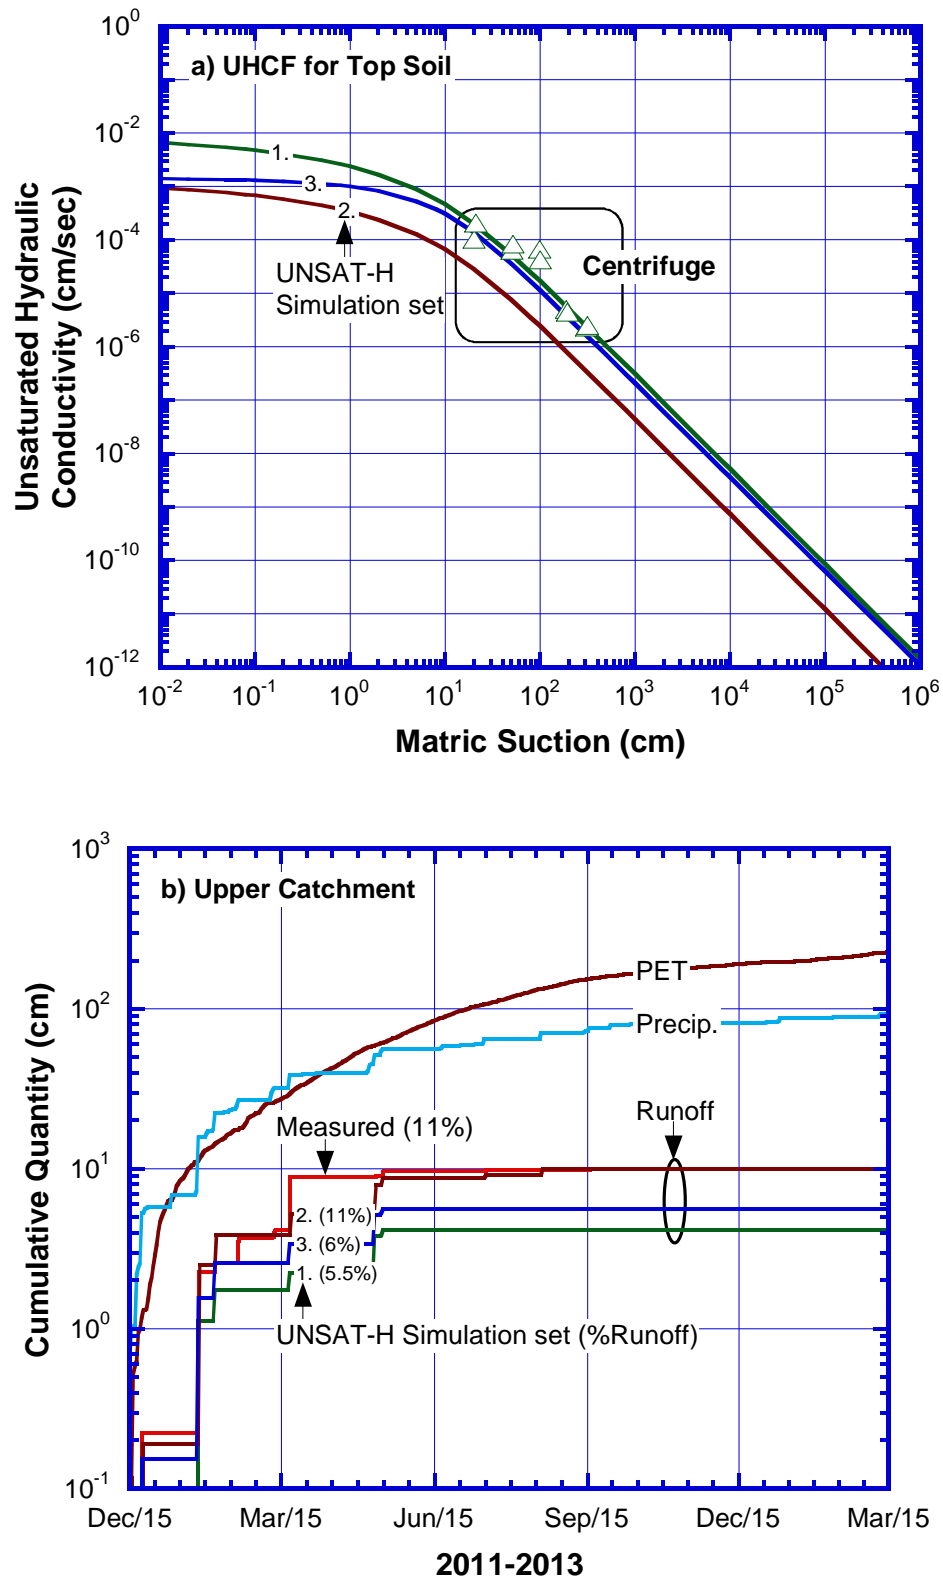 a) UHCF for Top Soil
10^0
10^-2
10^-4
10^-6
10^-8
10^-10
10^-12
Unsaturated Hydraulic
Conductivity (cm/sec)
1.
3.
2.
UNSAT-H
Simulation set
Centrifuge
10^-2 10^-1 10^0 10^1 10^2 10^3 10^4 10^5 10^6
Matric Suction (cm)
b) Upper Catchment
10^3
10^2
10^1
10^0
10^-1
Cumulative Quantity (cm)
PET
Precip.
Runoff
Measured (11%)
2. (11%)
3. (6%)
1. (5.5%)
UNSAT-H Simulation set (%Runoff)
Dec/15 Mar/15 Jun/15 Sep/15 Dec/15 Mar/15
2011-2013